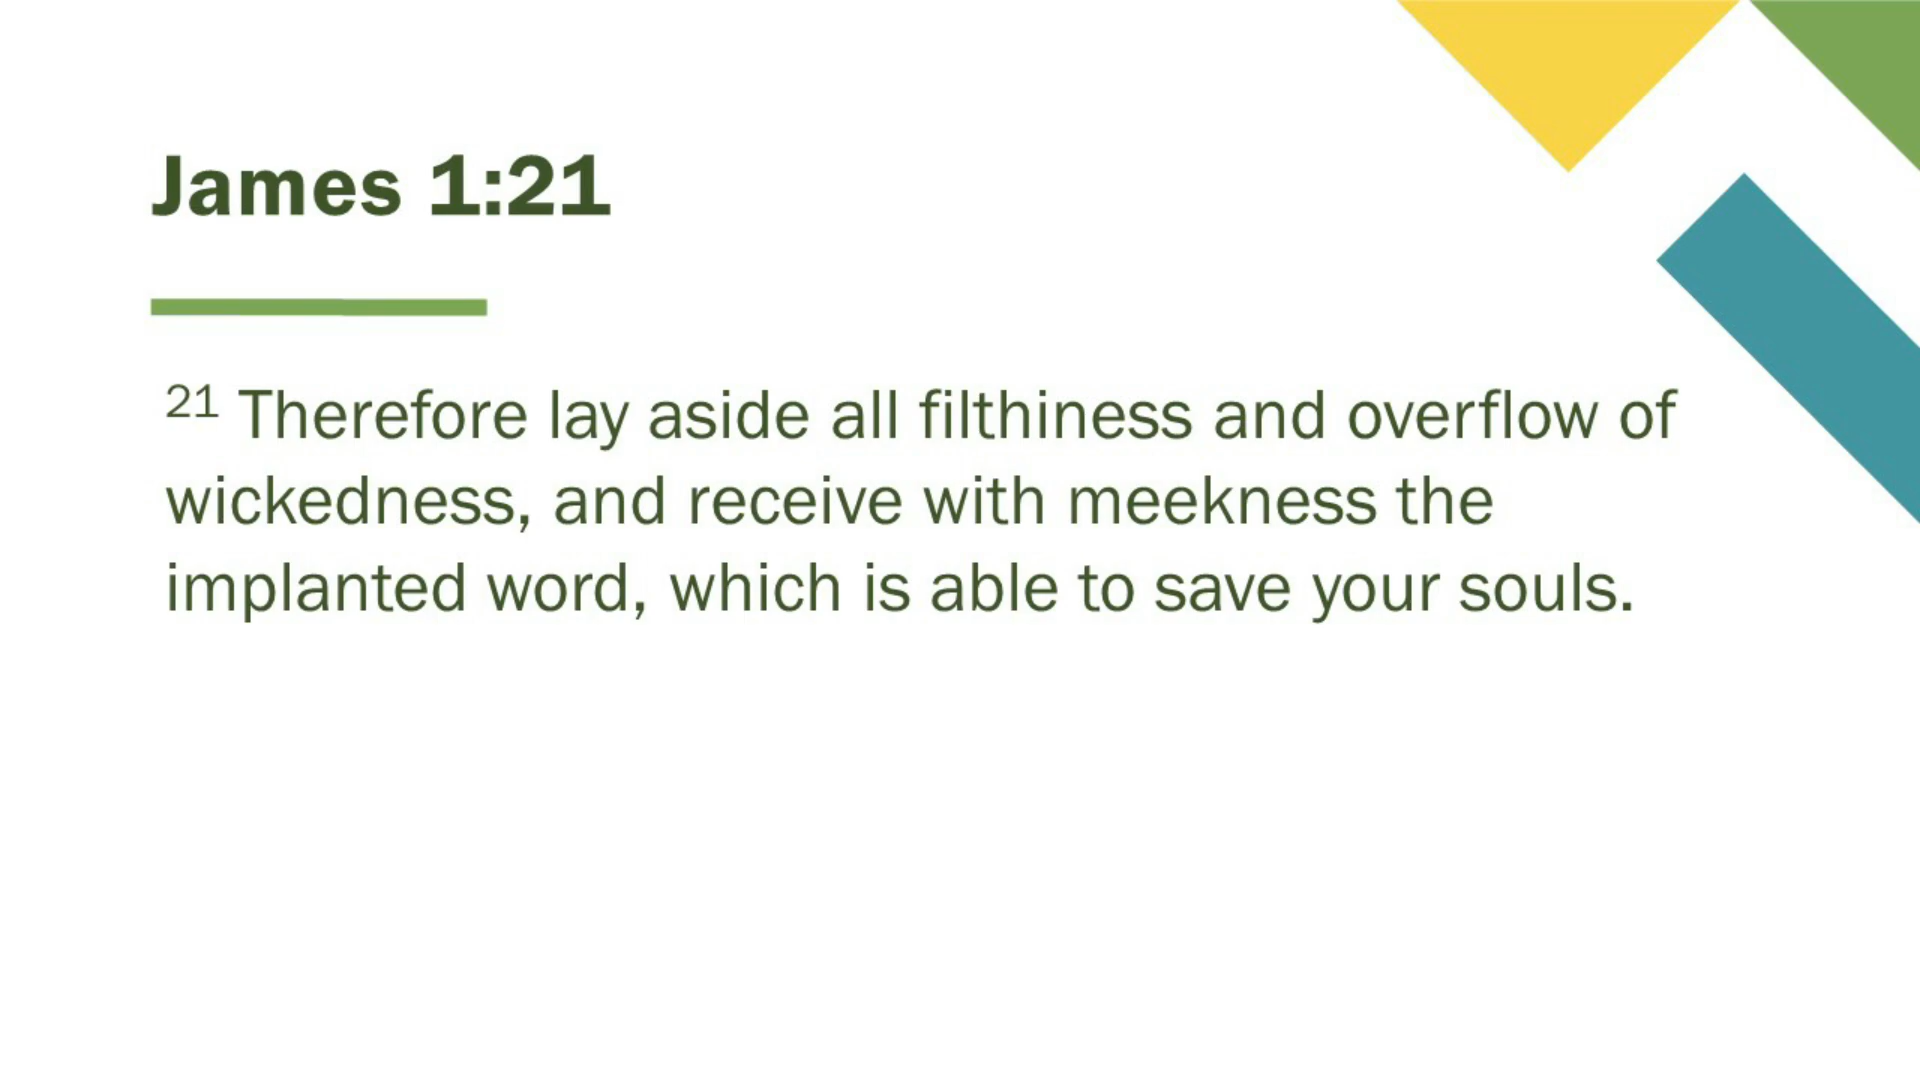 James 1:21
21 Therefore lay aside all filthiness and overflow of
wickedness, and receive with meekness the
implanted word, which is able to save your souls.